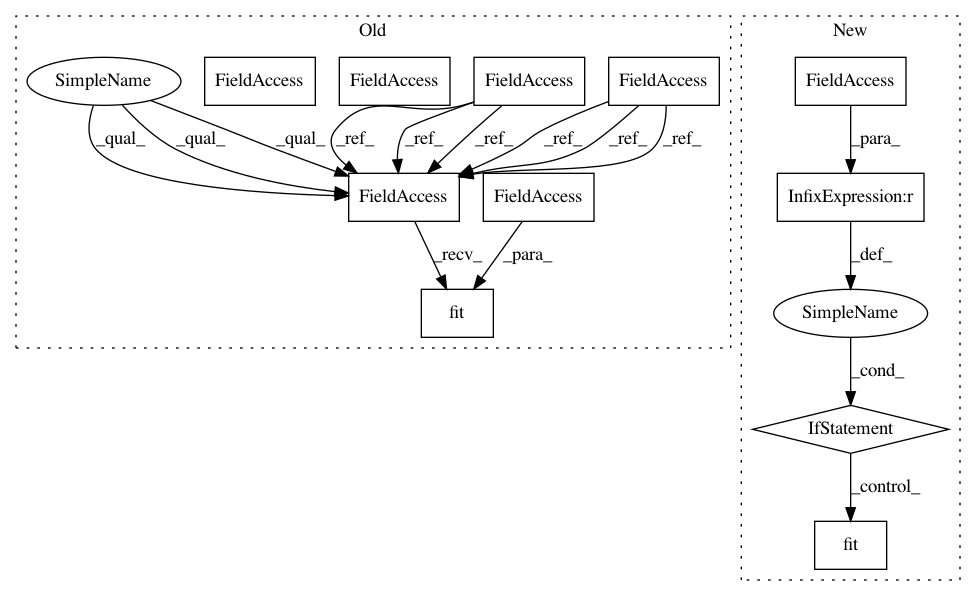 Old
New
SimpleName
FieldAccess
FieldAccess
FieldAccess
FieldAccess
FieldAccess
_qual_
_qual_
_qual_
_ref_
_ref_
_ref_
_ref_
_ref_
_ref_
_para_
FieldAccess
FieldAccess
InfixExpression:r
_recv_
_para_
_def_
fit
SimpleName
_cond_
IfStatement
_control_
fit